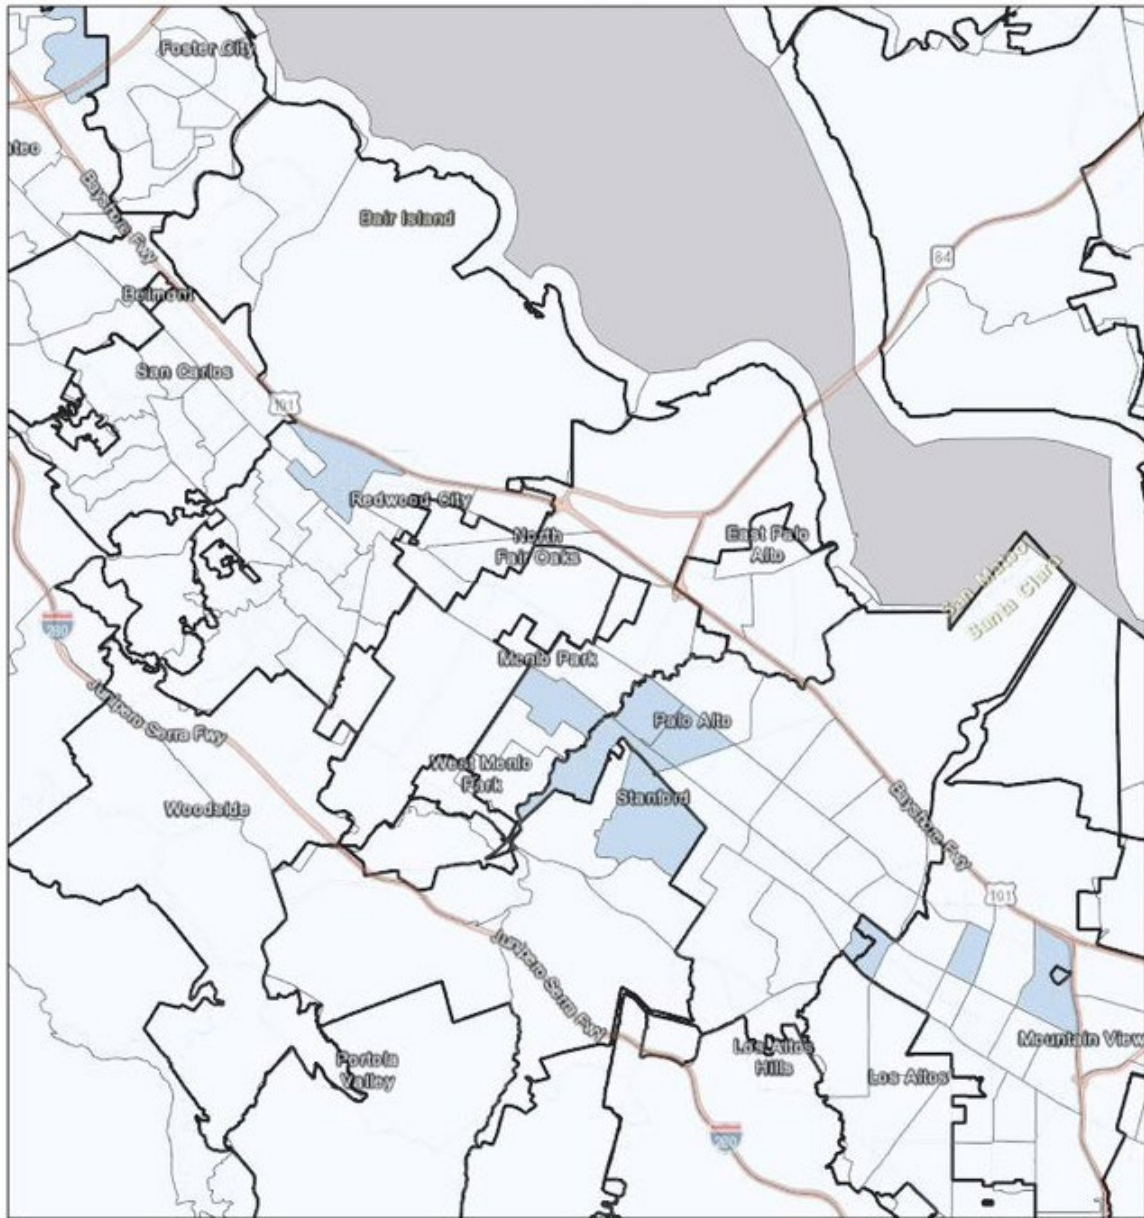 Foster City
ateo
Bayshore Fwy
Bair Island
84
Belmont
San Carlos
101
Redwood City
North
Fair Oaks
East Palo
Alto
San Mateo
Santa Clara
280
Menlo Park
Junipero Serra Fwy
Palo Alto
West Menlo
Park
Stanford
Woodside
Bayshore Fwy
101
Junipero Serra Fwy
Mountain View
Los Altos
Hills
Portola
Valley
Los Altos
280